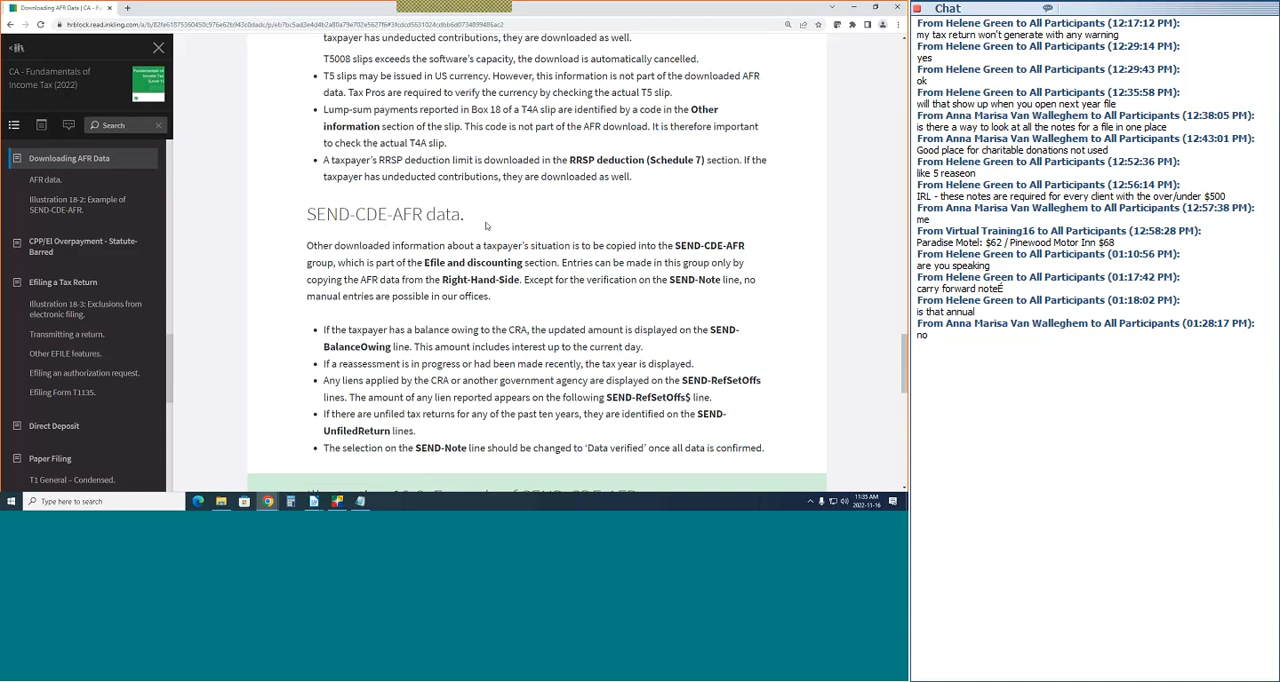 Downloading AFR Data | CA - Fu
hrblock.read.inkling.com/a/b/82fe61875360450c976e62b943c0dadc/p/eb7bc5ad3e4d4b2a80a79e702e5627f6#3fcdcd5631024cdbb6d0734869486ac2
CA - Fundamentals of
Income Tax (2022)
Search
Downloading AFR Data
AFR data.
Illustration 18-2: Example of
SEND-CDE-AFR.
CPP/EI Overpayment - Statute-
Barred
Efiling a Tax Return
Illustration 18-3: Exclusions from
electronic filing.
Transmitting a return.
Other EFILE features.
Efiling an authorization request.
Efiling Form T1135.
Direct Deposit
Paper Filing
T1 General – Condensed.
taxpayer has undeducted contributions, they are downloaded as well.
T5008 slips exceeds the software's capacity, the download is automatically cancelled.
• T5 slips may be issued in US currency. However, this information is not part of the downloaded AFR
data. Tax Pros are required to verify the currency by checking the actual T5 slip.
• Lump-sum payments reported in Box 18 of a T4A slip are identified by a code in the Other
information section of the slip. This code is not part of the AFR download. It is therefore important
to check the actual T4A slip.
• A taxpayer's RRSP deduction limit is downloaded in the RRSP deduction (Schedule 7) section. If the
taxpayer has undeducted contributions, they are downloaded as well.
SEND-CDE-AFR data.
Other downloaded information about a taxpayer's situation is to be copied into the SEND-CDE-AFR
group, which is part of the Efile and discounting section. Entries can be made in this group only by
copying the AFR data from the Right-Hand-Side. Except for the verification on the SEND-Note line, no
manual entries are possible in our offices.
• If the taxpayer has a balance owing to the CRA, the updated amount is displayed on the SEND-
BalanceOwing line. This amount includes interest up to the current day.
• If a reassessment is in progress or had been made recently, the tax year is displayed.
• Any liens applied by the CRA or another government agency are displayed on the SEND-RefSetOffs
lines. The amount of any lien reported appears on the following SEND-RefSetOffs$ line.
• If there are unfiled tax returns for any of the past ten years, they are identified on the SEND-
UnfiledReturn lines.
• The selection on the SEND-Note line should be changed to 'Data verified' once all data is confirmed.
Type here to search
11:35 AM
2022-11-16
Chat
From Helene Green to All Participants (12:17:12 PM):
my tax return won't generate with any warning
From Helene Green to All Participants (12:29:14 PM):
yes
From Helene Green to All Participants (12:29:43 PM):
ok
From Helene Green to All Participants (12:35:58 PM):
will that show up when you open next year file
From Anna Marisa Van Walleghem to All Participants (12:38:05 PM):
is there a way to look at all the notes for a file in one place
From Anna Marisa Van Walleghem to All Participants (12:43:01 PM):
Good place for charitable donations not used
From Helene Green to All Participants (12:52:36 PM):
like 5 reaseon
From Helene Green to All Participants (12:56:14 PM):
IRL - these notes are required for every client with the over/under $500
From Anna Marisa Van Walleghem to All Participants (12:57:38 PM):
me
From Virtual Training16 to All Participants (12:58:28 PM):
Paradise Motel: $62 / Pinewood Motor Inn $68
From Helene Green to All Participants (01:10:56 PM):
are you speaking
From Helene Green to All Participants (01:17:42 PM):
carry forward noteÉ
From Helene Green to All Participants (01:18:02 PM):
is that annual
From Anna Marisa Van Walleghem to All Participants (01:28:17 PM):
no